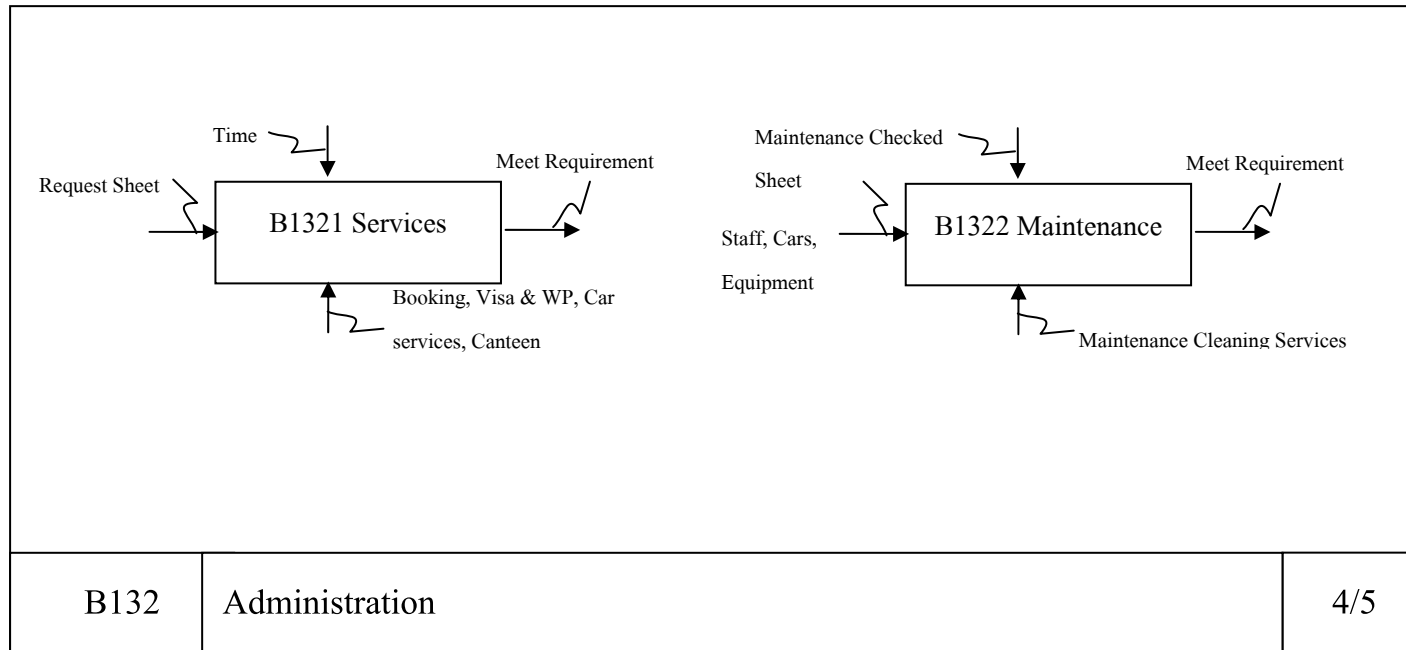 Time
Request Sheet
Meet Requirement
B1321 Services
Booking, Visa & WP, Car
services, Canteen
Maintenance Checked
Sheet
Staff, Cars,
Equipment
Meet Requirement
B1322 Maintenance
Maintenance Cleaning Services
B132
Administration
4/5